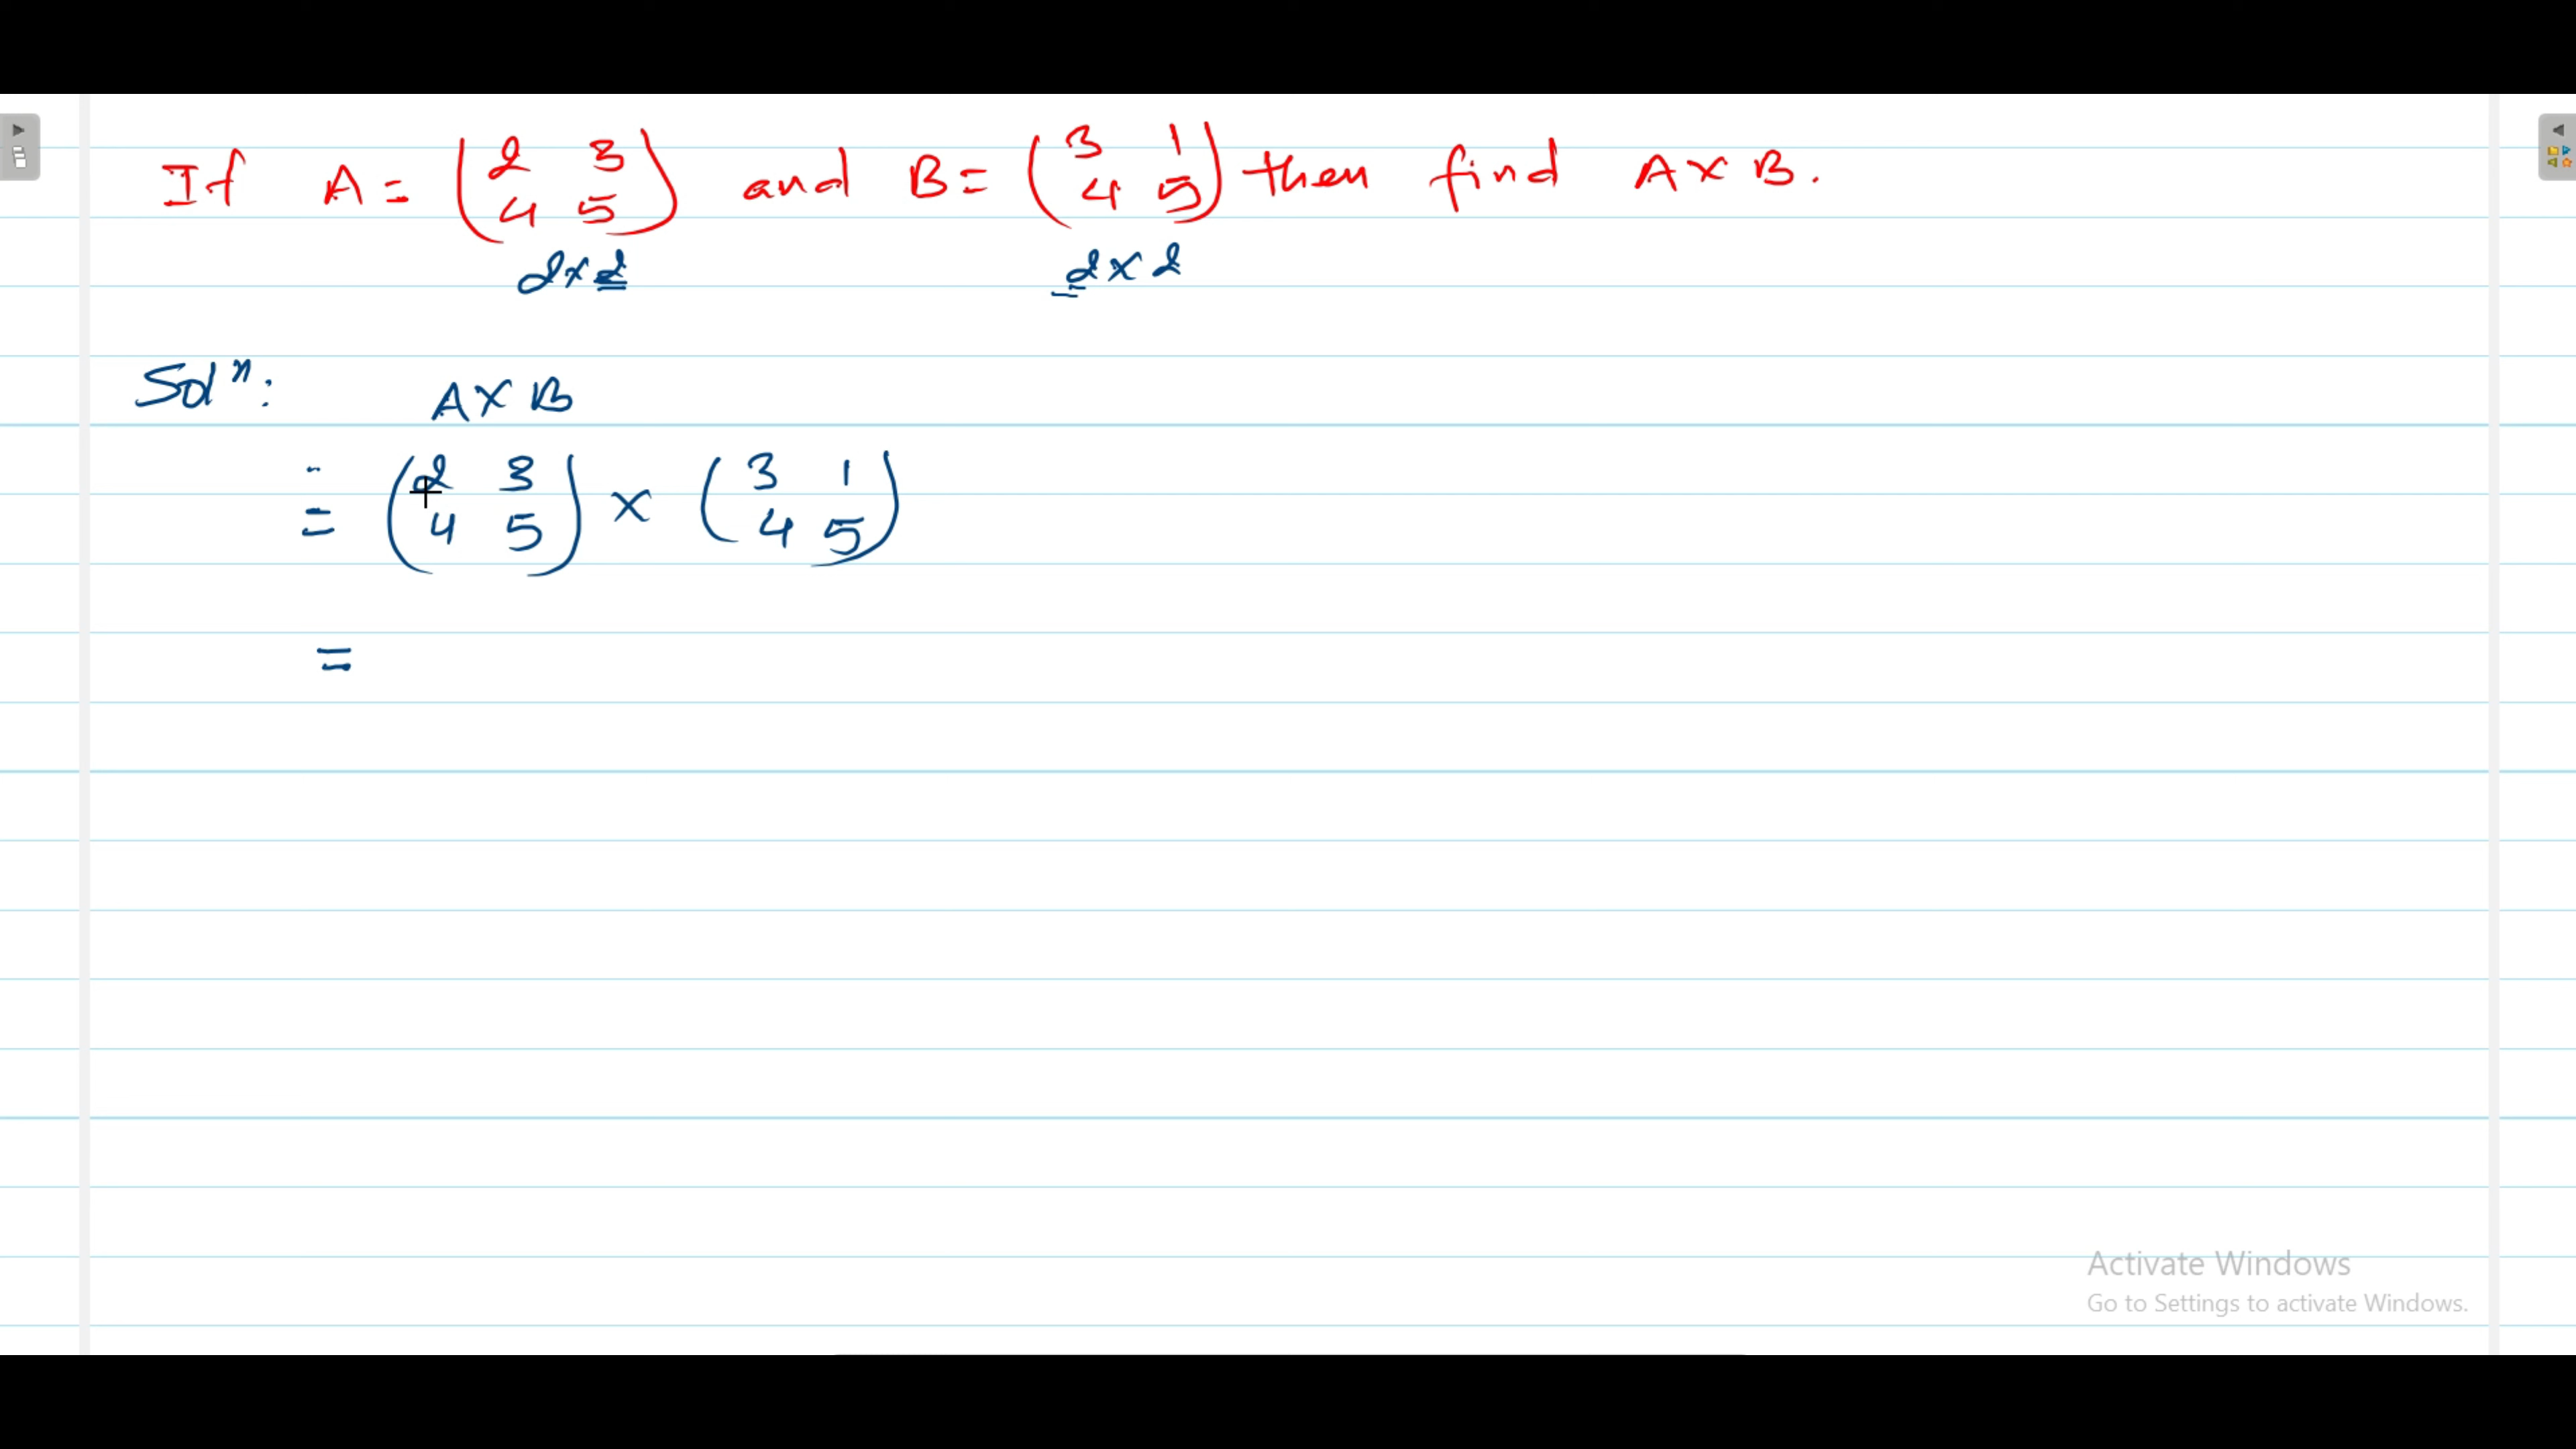 If A = (2 3 and B = (3 1 then find A × B.
4 5) 4 5)
2×2 2×2
Solⁿ: A × B
= (2 3 × (3 1
4 5) 4 5)
=
Activate Windows
Go to Settings to activate Windows.